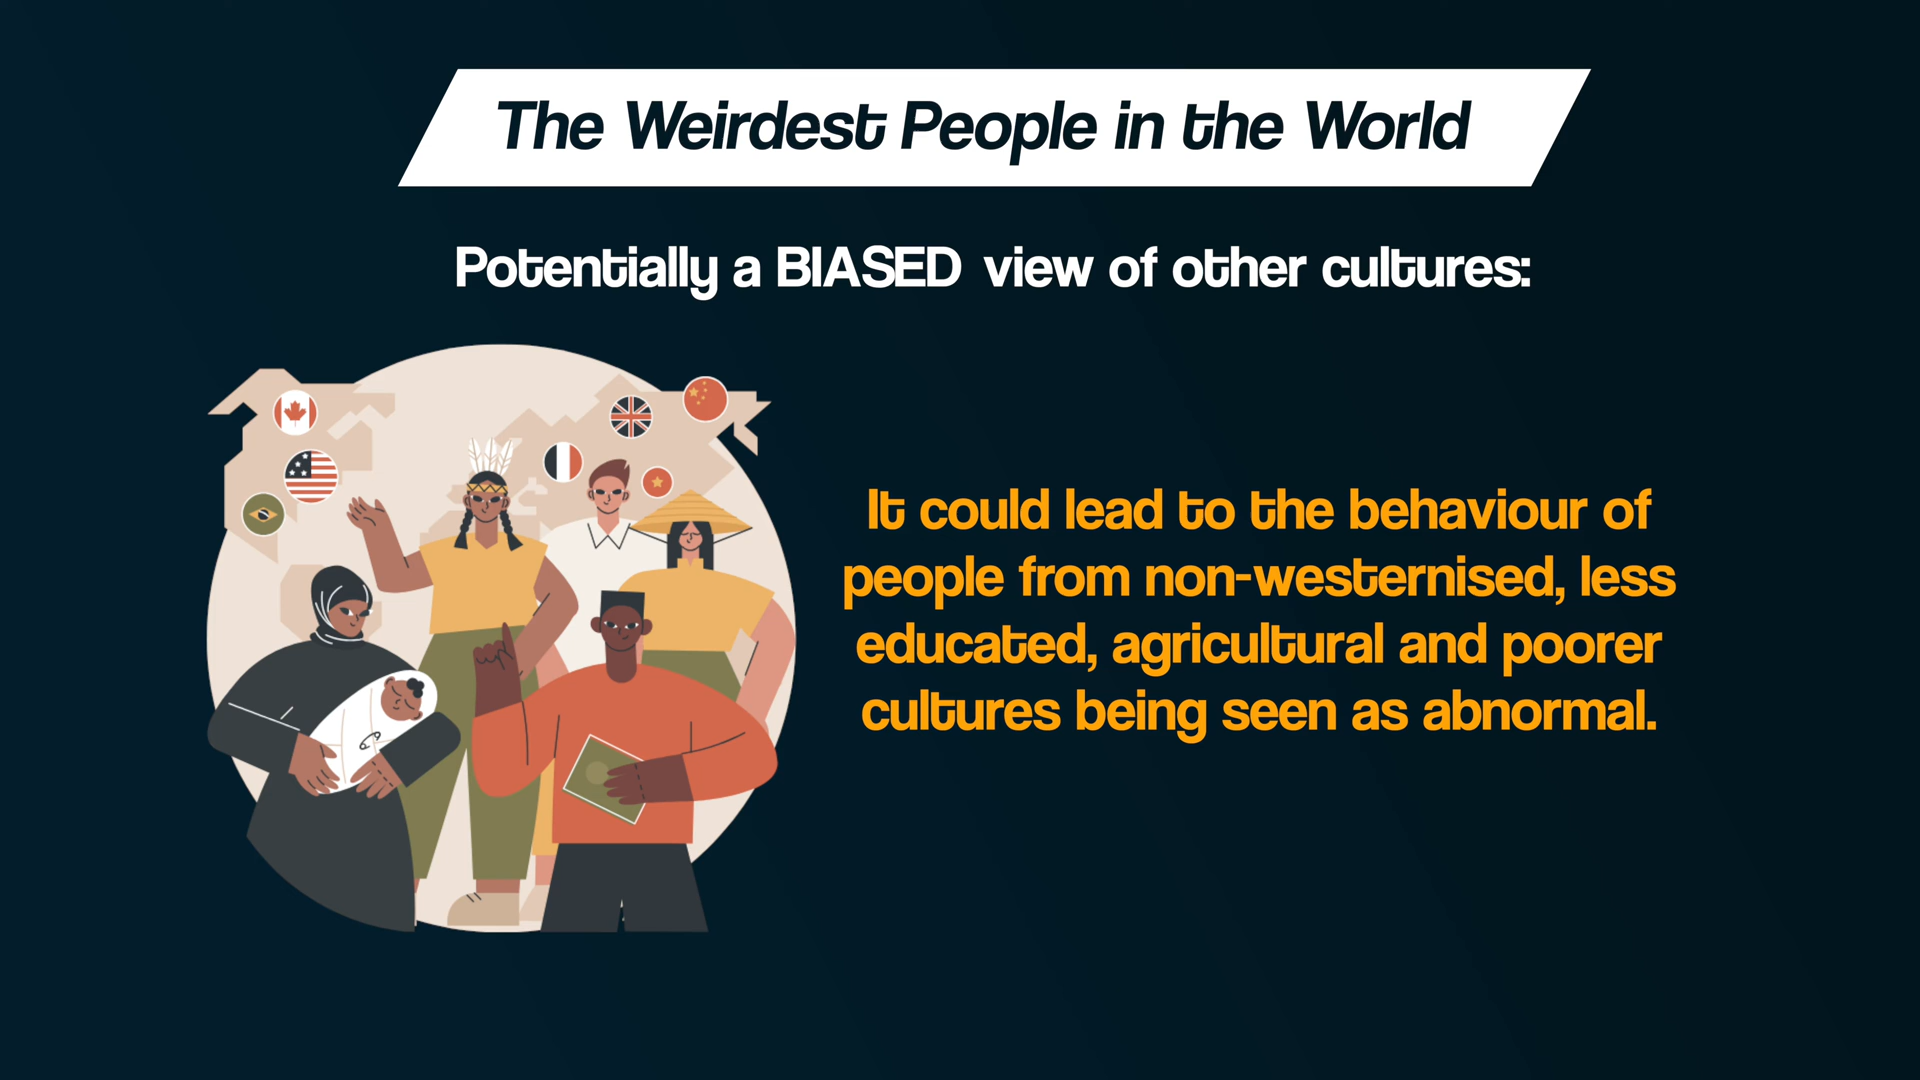 The Weirdest People in the World
Potentially a BIASED view of other cultures:
It could lead to the behaviour of
people from non-westernised, less
educated, agricultural and poorer
cultures being seen as abnormal.